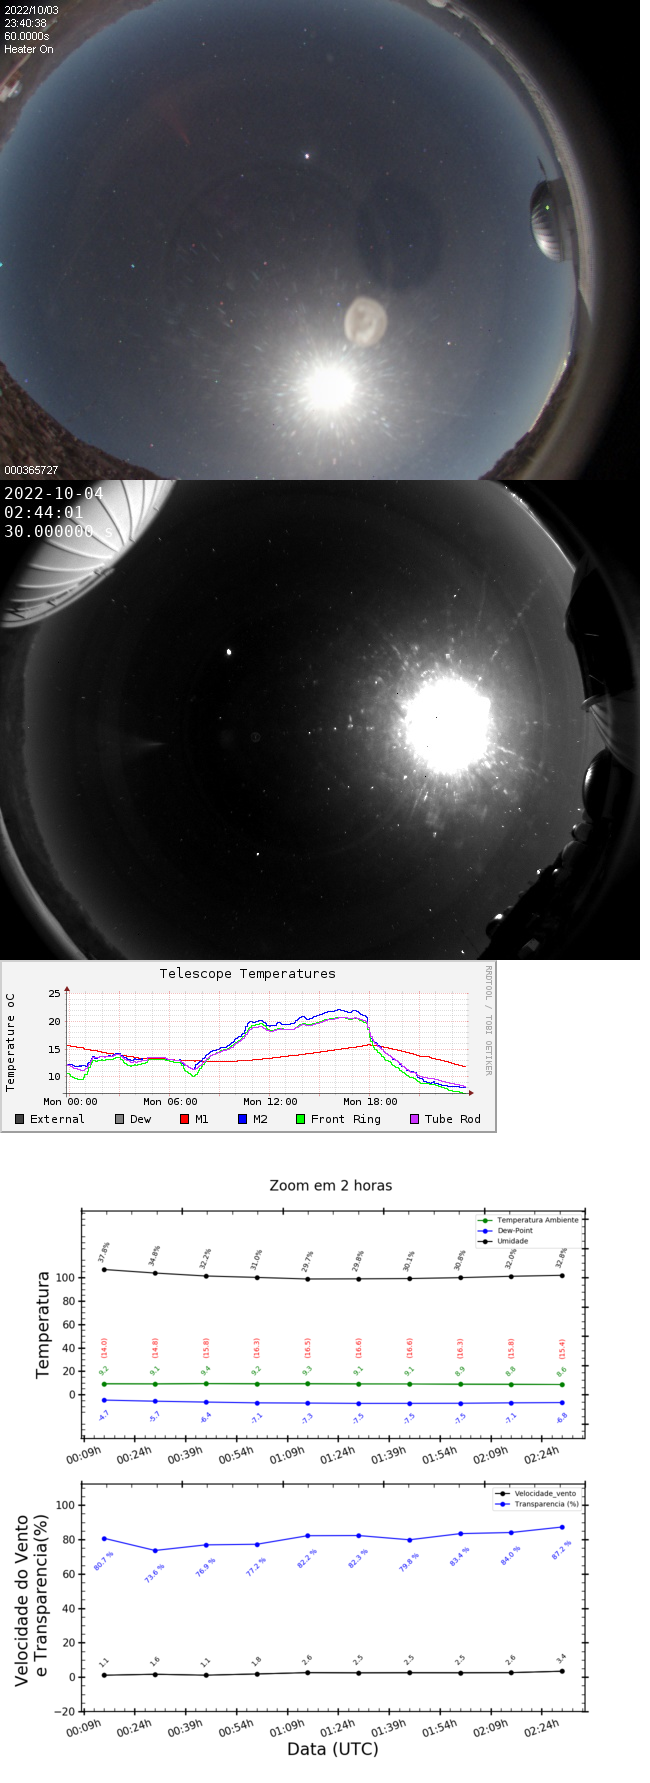 2022/10/03
23:40:38
60.0000s
Heater On
000365727
2022-10-04
02:44:01
30.000000 s
Telescope Temperatures
Temperature oC
25
20
15
10
Mon 00:00 Mon 06:00 Mon 12:00 Mon 18:00
External Dew M1 M2 Front Ring Tube Rod
RRDTOOL / TOBI OETIKER
Zoom em 2 horas
Temperatura Ambiente
Dew-Point
Umidade
Temperatura
100
80
60
40
20
0
37.8% 34.8% 32.2% 31.0% 29.7% 29.8% 30.1% 30.8% 32.0% 32.8%
(14.0) (14.8) (15.8) (16.3) (16.5) (16.6) (16.6) (16.3) (15.8) (15.4)
9.2 9.1 9.4 9.2 9.3 9.1 9.1 8.9 8.8 8.6
-4.7 -5.7 -6.4 -7.1 -7.3 -7.5 -7.5 -7.5 -7.1 -6.8
00:09h 00:24h 00:39h 00:54h 01:09h 01:24h 01:39h 01:54h 02:09h 02:24h
Velocidade_vento
Transparencia (%)
Velocidade do Vento
e Transparencia(%)
100
80
60
40
20
0
−20
80.7 % 73.6 % 76.9 % 77.2 % 82.2 % 82.3 % 79.8 % 83.4 % 84.0 % 87.2 %
1.1 1.6 1.1 1.8 2.6 2.5 2.5 2.5 2.6 3.4
00:09h 00:24h 00:39h 00:54h 01:09h 01:24h 01:39h 01:54h 02:09h 02:24h
Data (UTC)